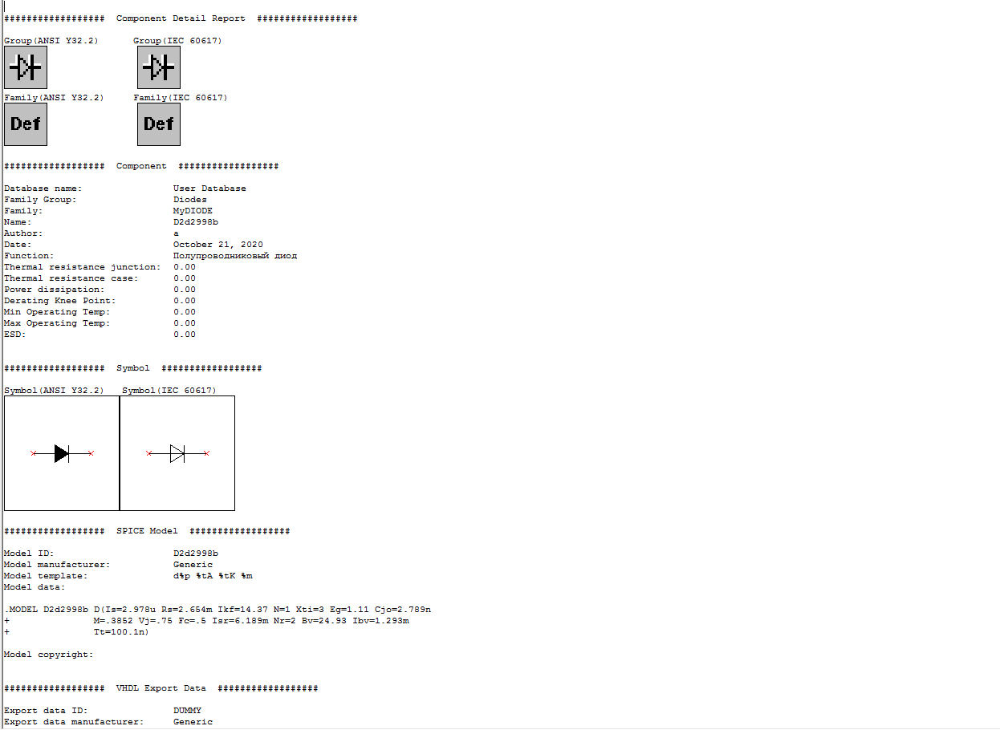 ################## Component Detail Report ##################
Group(ANSI Y32.2) Group(IEC 60617)
Family(ANSI Y32.2) Family(IEC 60617)
Def Def
################## Component ##################
Database name: User Database
Family Group: Diodes
Family: MyDIODE
Name: D2d2998b
Author: a
Date: October 21, 2020
Function: Полупроводниковый диод
Thermal resistance junction: 0.00
Thermal resistance case: 0.00
Power dissipation: 0.00
Derating Knee Point: 0.00
Min Operating Temp: 0.00
Max Operating Temp: 0.00
ESD: 0.00
################## Symbol ##################
Symbol(ANSI Y32.2) Symbol(IEC 60617)
################## SPICE Model ##################
Model ID: D2d2998b
Model manufacturer: Generic
Model template: d%p %tA %tK %m
Model data:
.MODEL D2d2998b D(Is=2.978u Rs=2.654m Ikf=14.37 N=1 Xti=3 Eg=1.11 Cjo=2.789n
+ M=.3852 Vj=.75 Fc=.5 Isr=6.189m Nr=2 Bv=24.93 Ibv=1.293m
+ Tt=100.1n)
Model copyright:
################## VHDL Export Data ##################
Export data ID: DUMMY
Export data manufacturer: Generic